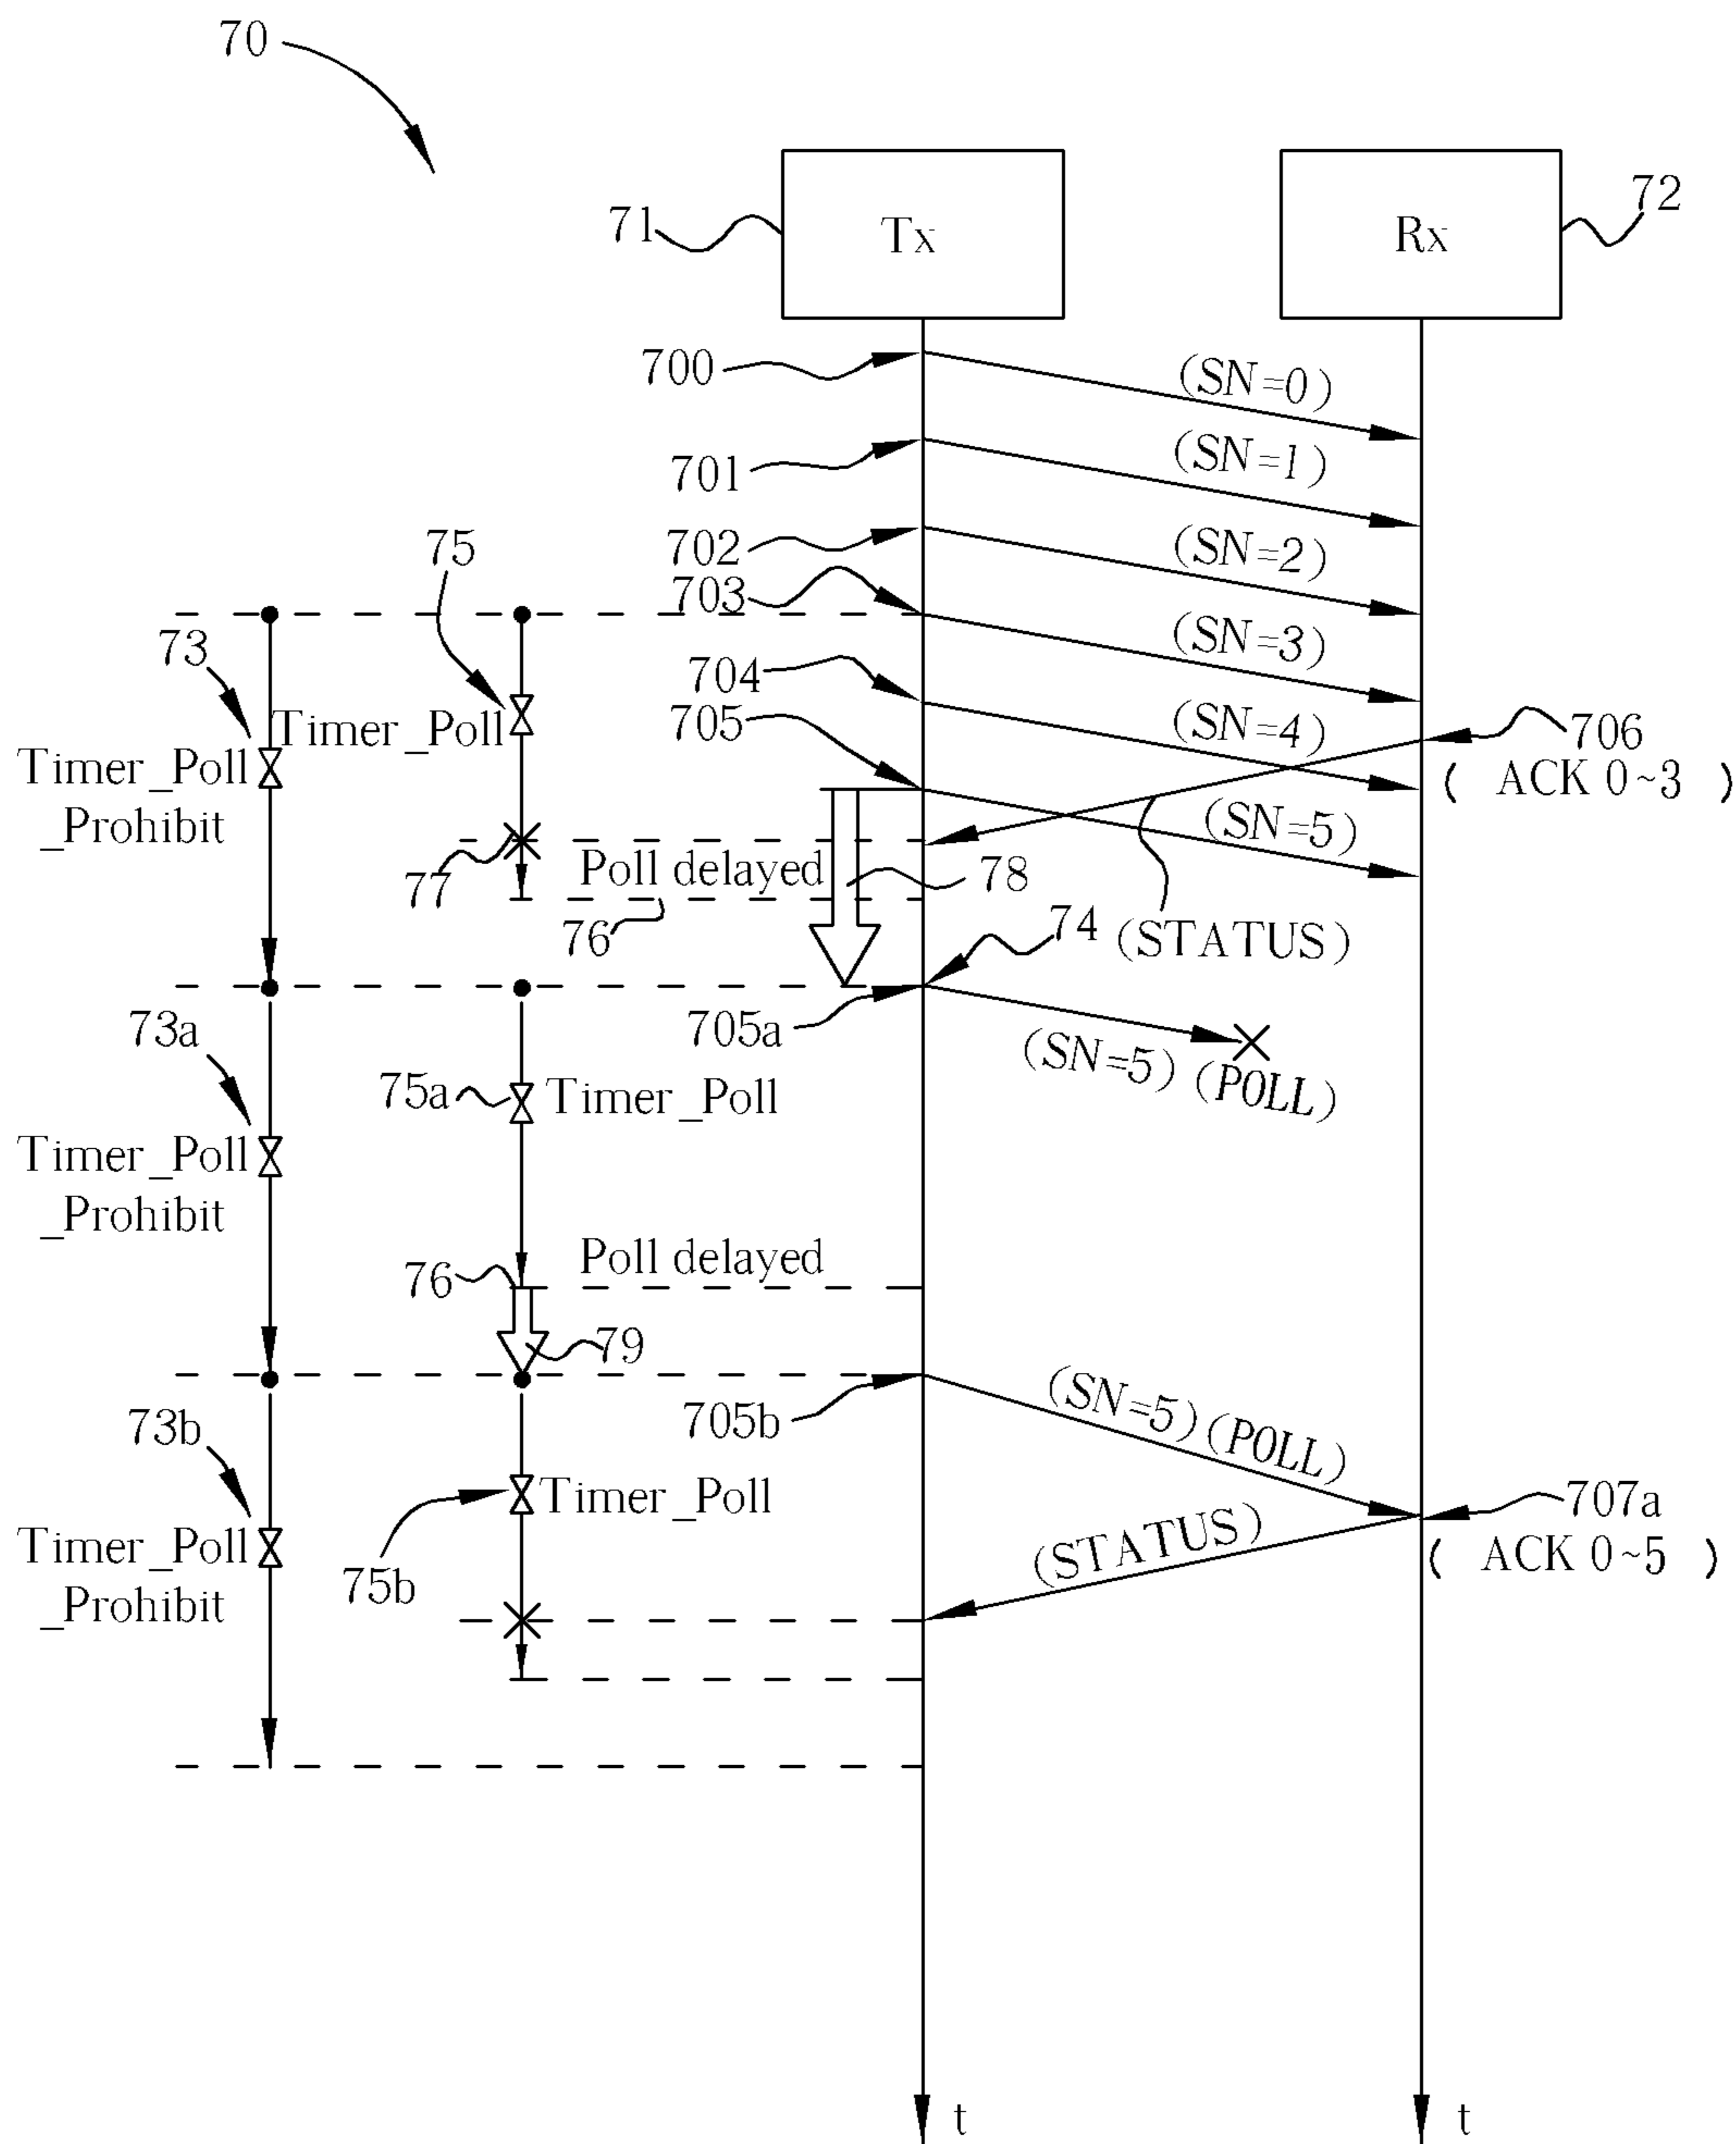 70
71
Tx
72
Rx
700
(SN=0)
701
(SN=1)
702
(SN=2)
703
75
73
(SN=3)
704
Timer_Poll
705
(SN=4)
706
Timer_Poll
_Prohibit
( ACK 0~3 )
(SN=5)
77
Poll delayed
78
76
74
(STATUS)
73a
705a
(SN=5) (POLL)
75a
Timer_Poll
Timer_Poll
_Prohibit
76
Poll delayed
79
73b
705b
(SN=5) (POLL)
Timer_Poll
707a
Timer_Poll
_Prohibit
75b
(STATUS)
( ACK 0~5 )
t
t